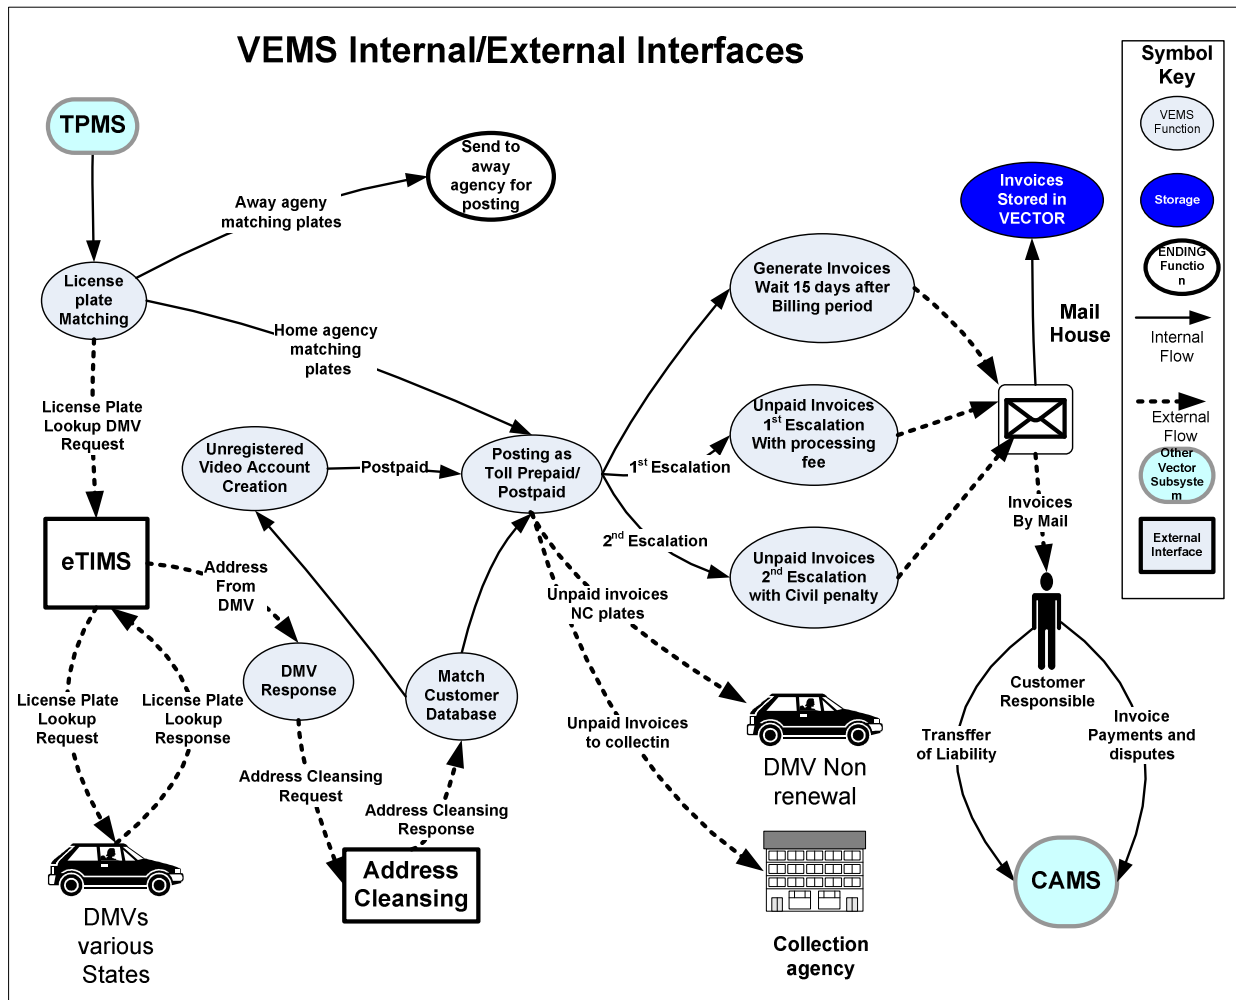 VEMS Internal/External Interfaces
TPMS
Send to
away
agency for
posting
Away ageny
matching plates
License
plate
Matching
Home agency
matching
plates
License Plate
Lookup DMV
Request
Unregistered
Video Account
Creation
Postpaid
Posting as
Toll Prepaid/
Postpaid
Generate Invoices
Wait 15 days after
Billing period
Unpaid Invoices
1st Escalation
With processing
fee
1st Escalation
2nd Escalation
Unpaid Invoices
2nd Escalation
with Civil penalty
Invoices
Stored in
VECTOR
Mail
House
Invoices
By Mail
eTIMS
Address
From
DMV
DMV
Response
Match
Customer
Database
License Plate
Lookup
Request
License Plate
Lookup
Response
Address Cleansing
Request
Address Cleansing
Response
Address
Cleansing
DMVs
various
States
Unpaid invoices
NC plates
Unpaid Invoices
to collectin
DMV Non
renewal
Collection
agency
Customer
Responsible
Transffer
of Liability
Invoice
Payments and
disputes
CAMS
Symbol
Key
VEMS
Function
Storage
ENDING
Functio
n
Internal
Flow
External
Flow
Other
Vector
Subsyste
m
External
Interface